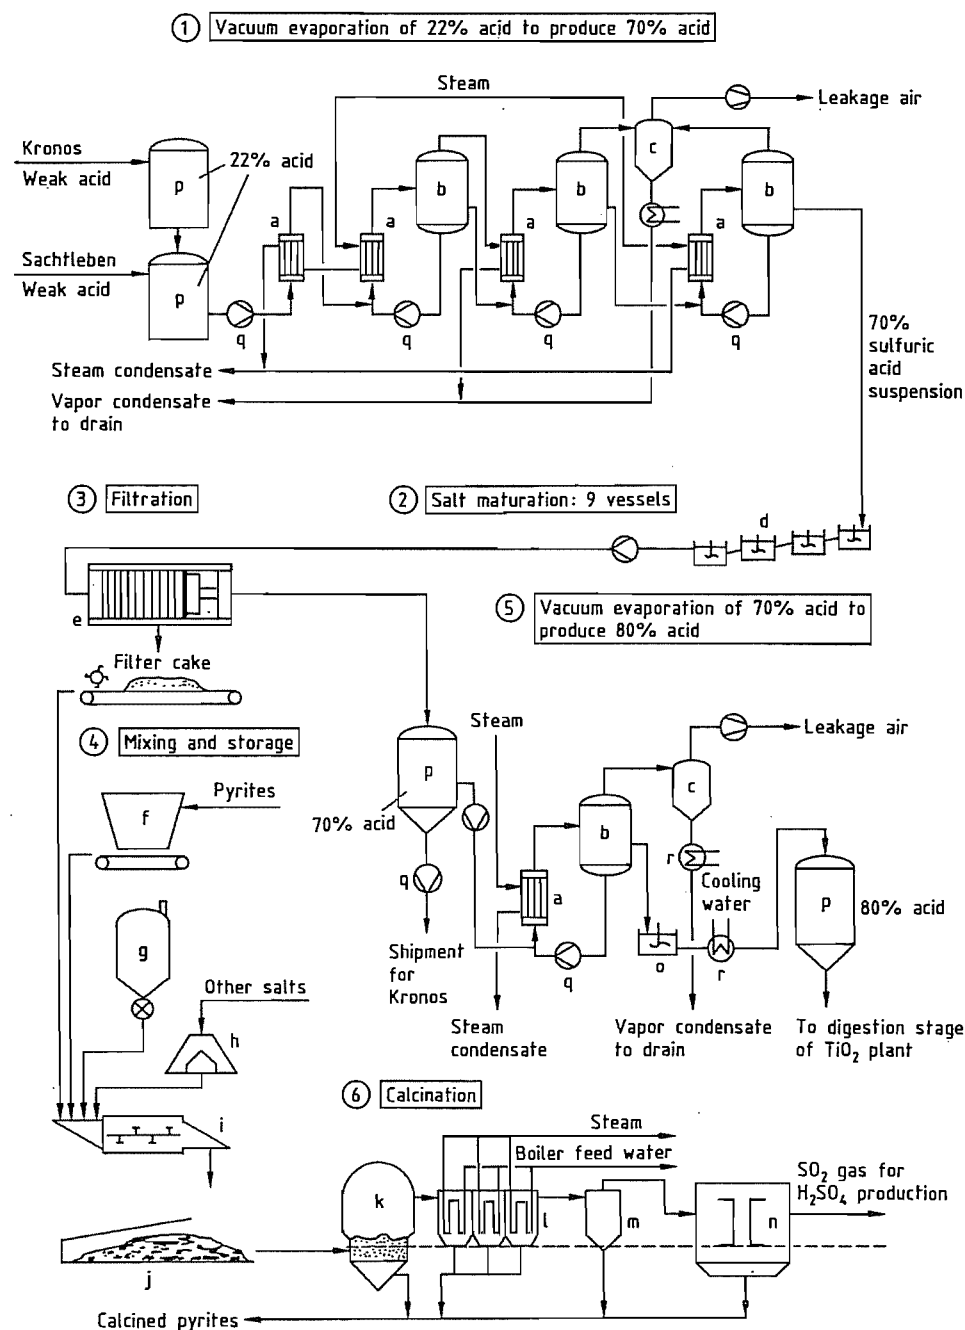 1 Vacuum evaporation of 22% acid to produce 70% acid
Steam
Leakage air
Kronos
Weak acid
22% acid
p
a
a
b
a
b
c
a
b
Sachtleben
Weak acid
p
q
q
q
q
Steam condensate
Vapor condensate
to drain
70%
sulfuric
acid
suspension
3 Filtration
2 Salt maturation: 9 vessels
d
e
Filter cake
5 Vacuum evaporation of 70% acid to
produce 80% acid
4 Mixing and storage
Steam
Leakage air
Pyrites
f
p
70% acid
c
b
r
Cooling
water
q
a
p
80% acid
g
Shipment
for
Kronos
q
o
r
Other salts
h
Steam
condensate
Vapor condensate
to drain
To digestion stage
of TiO₂ plant
i
6 Calcination
Steam
Boiler feed water
SO₂ gas for
H₂SO₄ production
k
l
m
n
j
Calcined pyrites